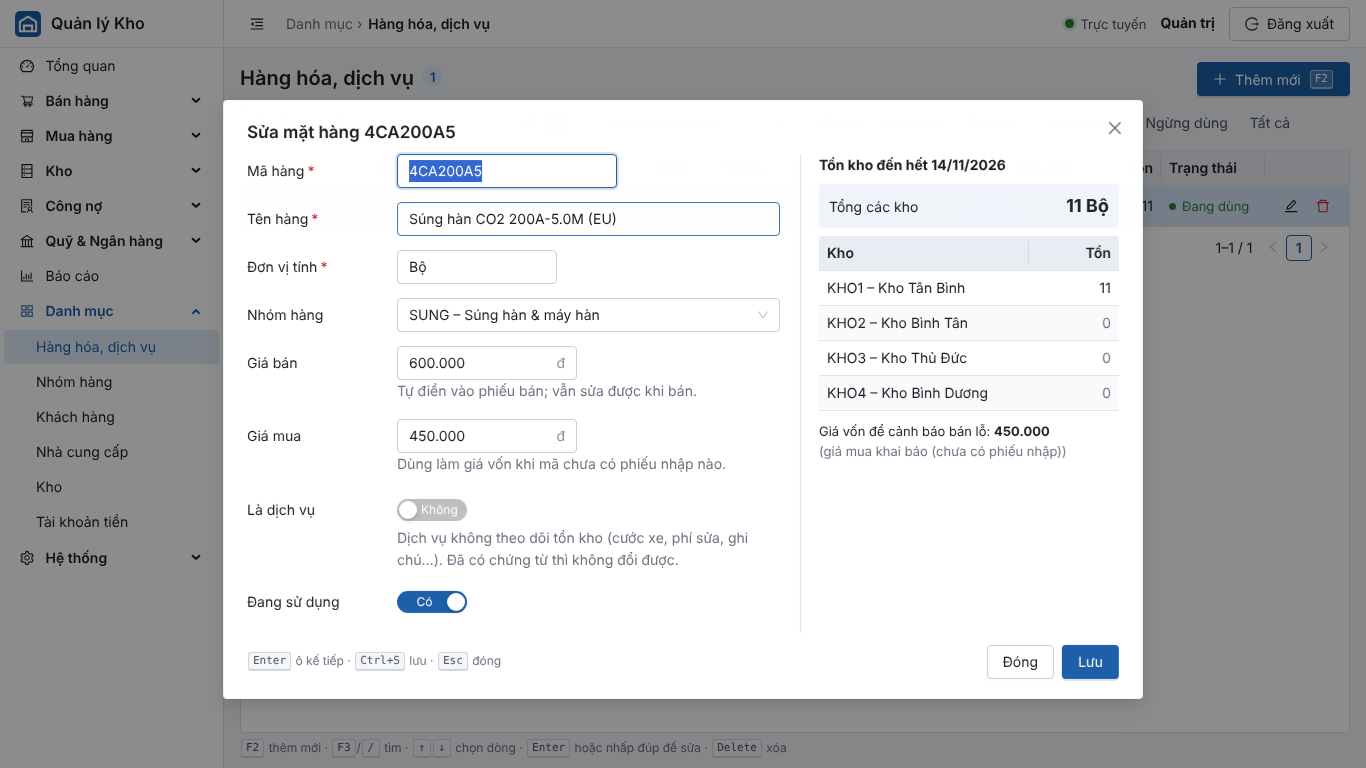 Quản lý Kho
Danh mục › Hàng hóa, dịch vụ
Trực tuyến Quản trị Đăng xuất
Tổng quan
Bán hàng
Mua hàng
Kho
Công nợ
Quỹ & Ngân hàng
Báo cáo
Danh mục
Hàng hóa, dịch vụ
Nhóm hàng
Khách hàng
Nhà cung cấp
Kho
Tài khoản tiền
Hệ thống
Hàng hóa, dịch vụ 1
Thêm mới F2
Ngừng dùng Tất cả
Trạng thái
11 Đang dùng
1–1 / 1 < 1 >
Sửa mặt hàng 4CA200A5
Mã hàng * 4CA200A5
Tên hàng * Súng hàn CO2 200A-5.0M (EU)
Đơn vị tính * Bộ
Nhóm hàng SUNG – Súng hàn & máy hàn
Giá bán 600.000 đ
Tự điền vào phiếu bán; vẫn sửa được khi bán.
Giá mua 450.000 đ
Dùng làm giá vốn khi mã chưa có phiếu nhập nào.
Là dịch vụ Không
Dịch vụ không theo dõi tồn kho (cước xe, phí sửa, ghi
chú...). Đã có chứng từ thì không đổi được.
Đang sử dụng Có
Tồn kho đến hết 14/11/2026
Tổng các kho 11 Bộ
Kho Tồn
KHO1 – Kho Tân Bình 11
KHO2 – Kho Bình Tân 0
KHO3 – Kho Thủ Đức 0
KHO4 – Kho Bình Dương 0
Giá vốn để cảnh báo bán lỗ: 450.000
(giá mua khai báo (chưa có phiếu nhập))
Enter ô kế tiếp · Ctrl+S lưu · Esc đóng
Đóng Lưu
F2 thêm mới · F3 / / tìm · ↑ ↓ chọn dòng · Enter hoặc nhấp đúp để sửa · Delete xóa